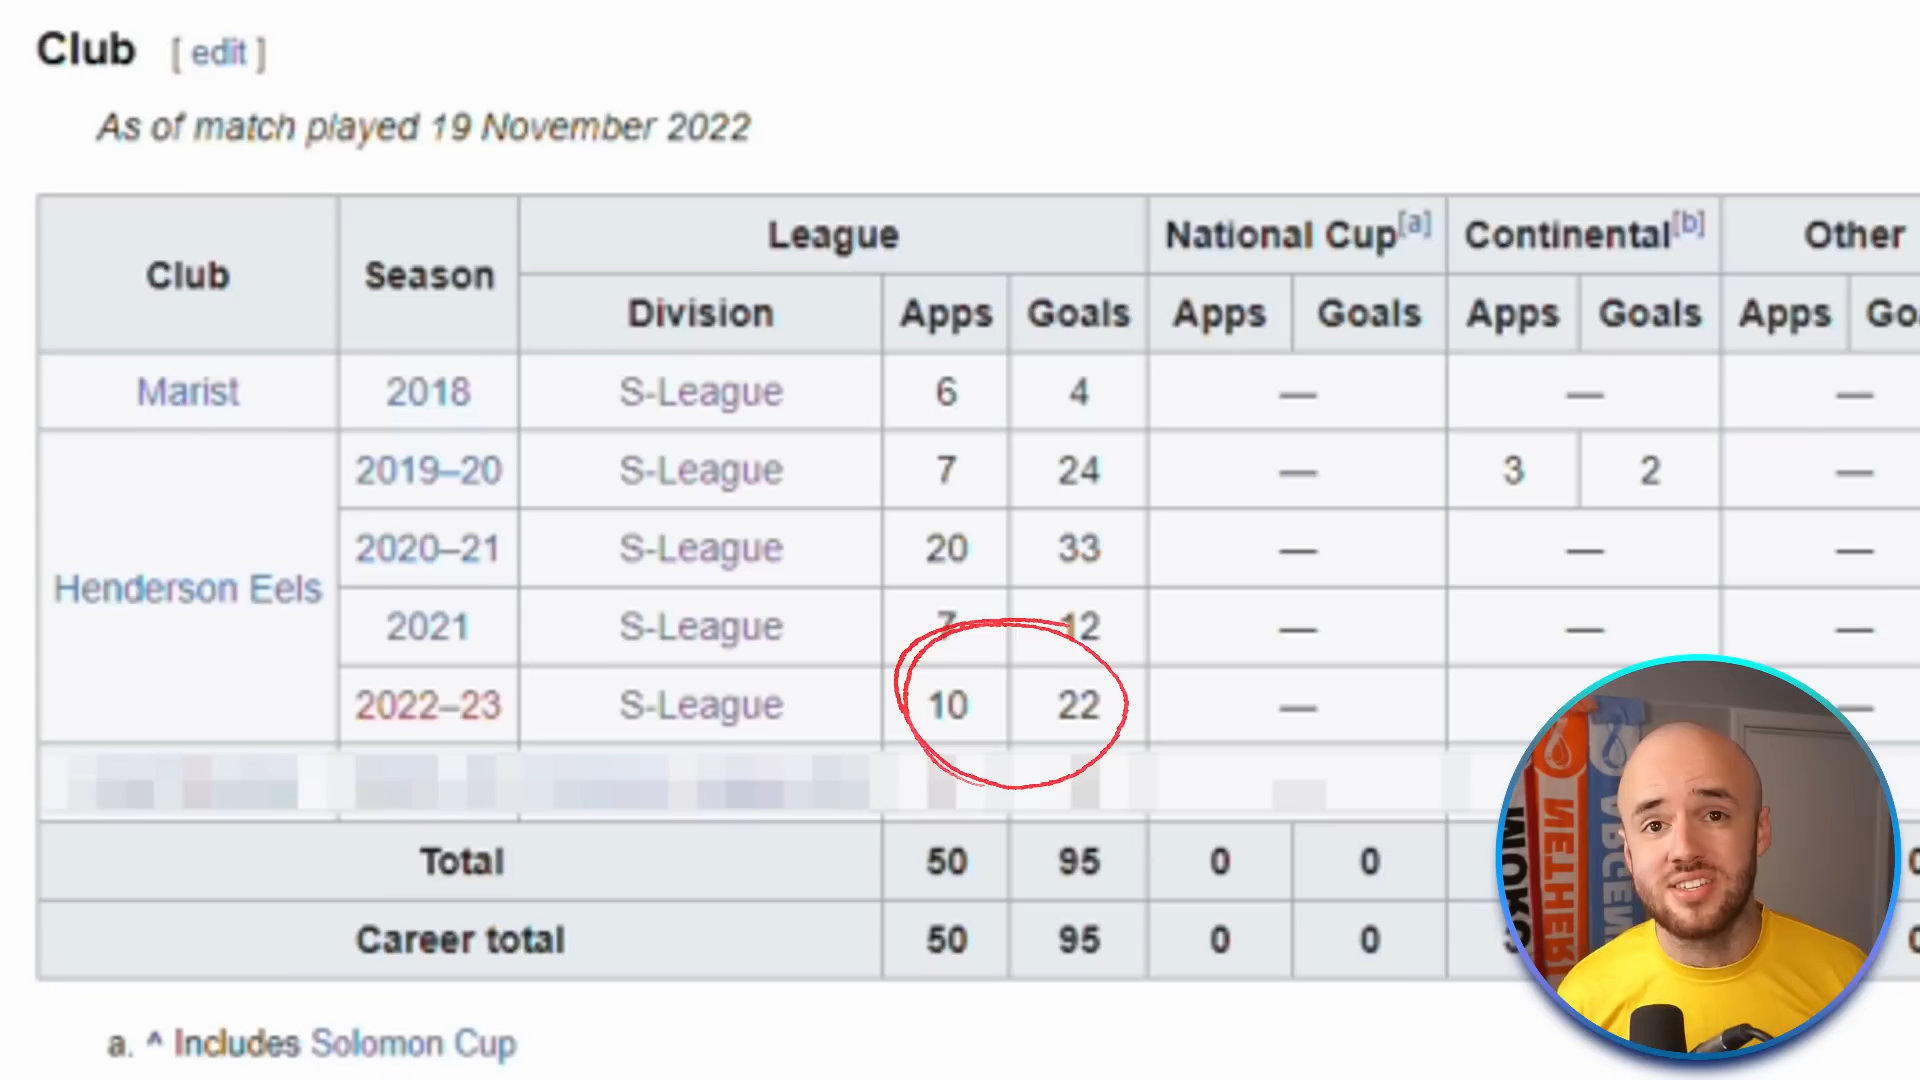 Club [ edit ]
As of match played 19 November 2022
Club Season League National Cup[a] Continental[b] Other
Division Apps Goals Apps Goals Apps Goals Apps
Marist 2018 S-League 6 4 — — —
Henderson Eels 2019–20 S-League 7 24 — 3 2 —
2020–21 S-League 20 33 — — —
2021 S-League 7 12 — — —
2022–23 S-League 10 22 — —
Total 50 95 0 0
Career total 50 95 0 0
a. ^ Includes Solomon Cup